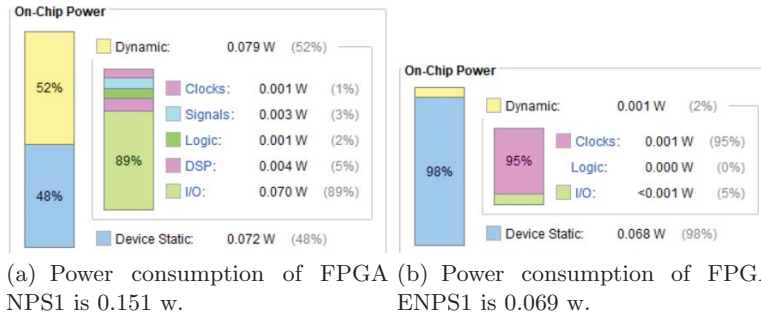 On-Chip Power
52%
48%
Dynamic: 0.079 W (52%)
89%
Clocks: 0.001 W (1%)
Signals: 0.003 W (3%)
Logic: 0.001 W (2%)
DSP: 0.004 W (5%)
I/O: 0.070 W (89%)
Device Static: 0.072 W (48%)
(a) Power consumption of FPGA
NPS1 is 0.151 w.
On-Chip Power
98%
Dynamic: 0.001 W (2%)
95%
Clocks: 0.001 W (95%)
Logic: 0.000 W (0%)
I/O: <0.001 W (5%)
Device Static: 0.068 W (98%)
(b) Power consumption of FPG
ENPS1 is 0.069 w.